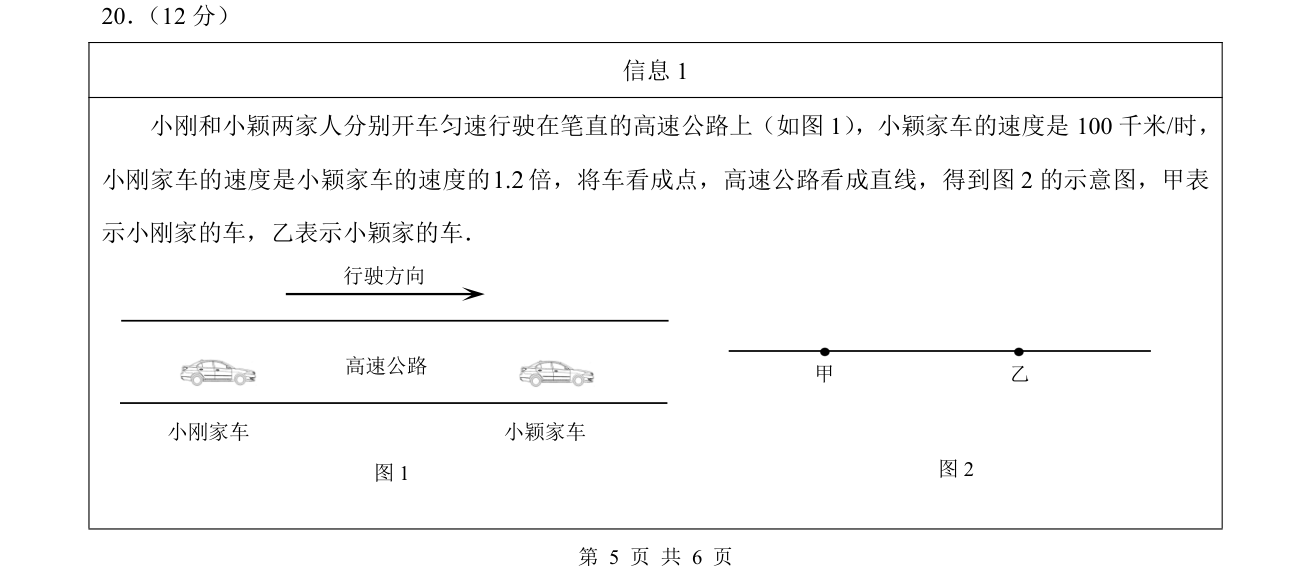 20．（12 分）
信息 1
小刚和小颖两家人分别开车匀速行驶在笔直的高速公路上（如图 1），小颖家车的速度是 100 千米/时，
小刚家车的速度是小颖家车的速度的1.2 倍，将车看成点，高速公路看成直线，得到图 2 的示意图，甲表
示小刚家的车，乙表示小颖家的车．
行驶方向
高速公路
小刚家车
小颖家车
图 1
甲
乙
图 2
第 5 页 共 6 页